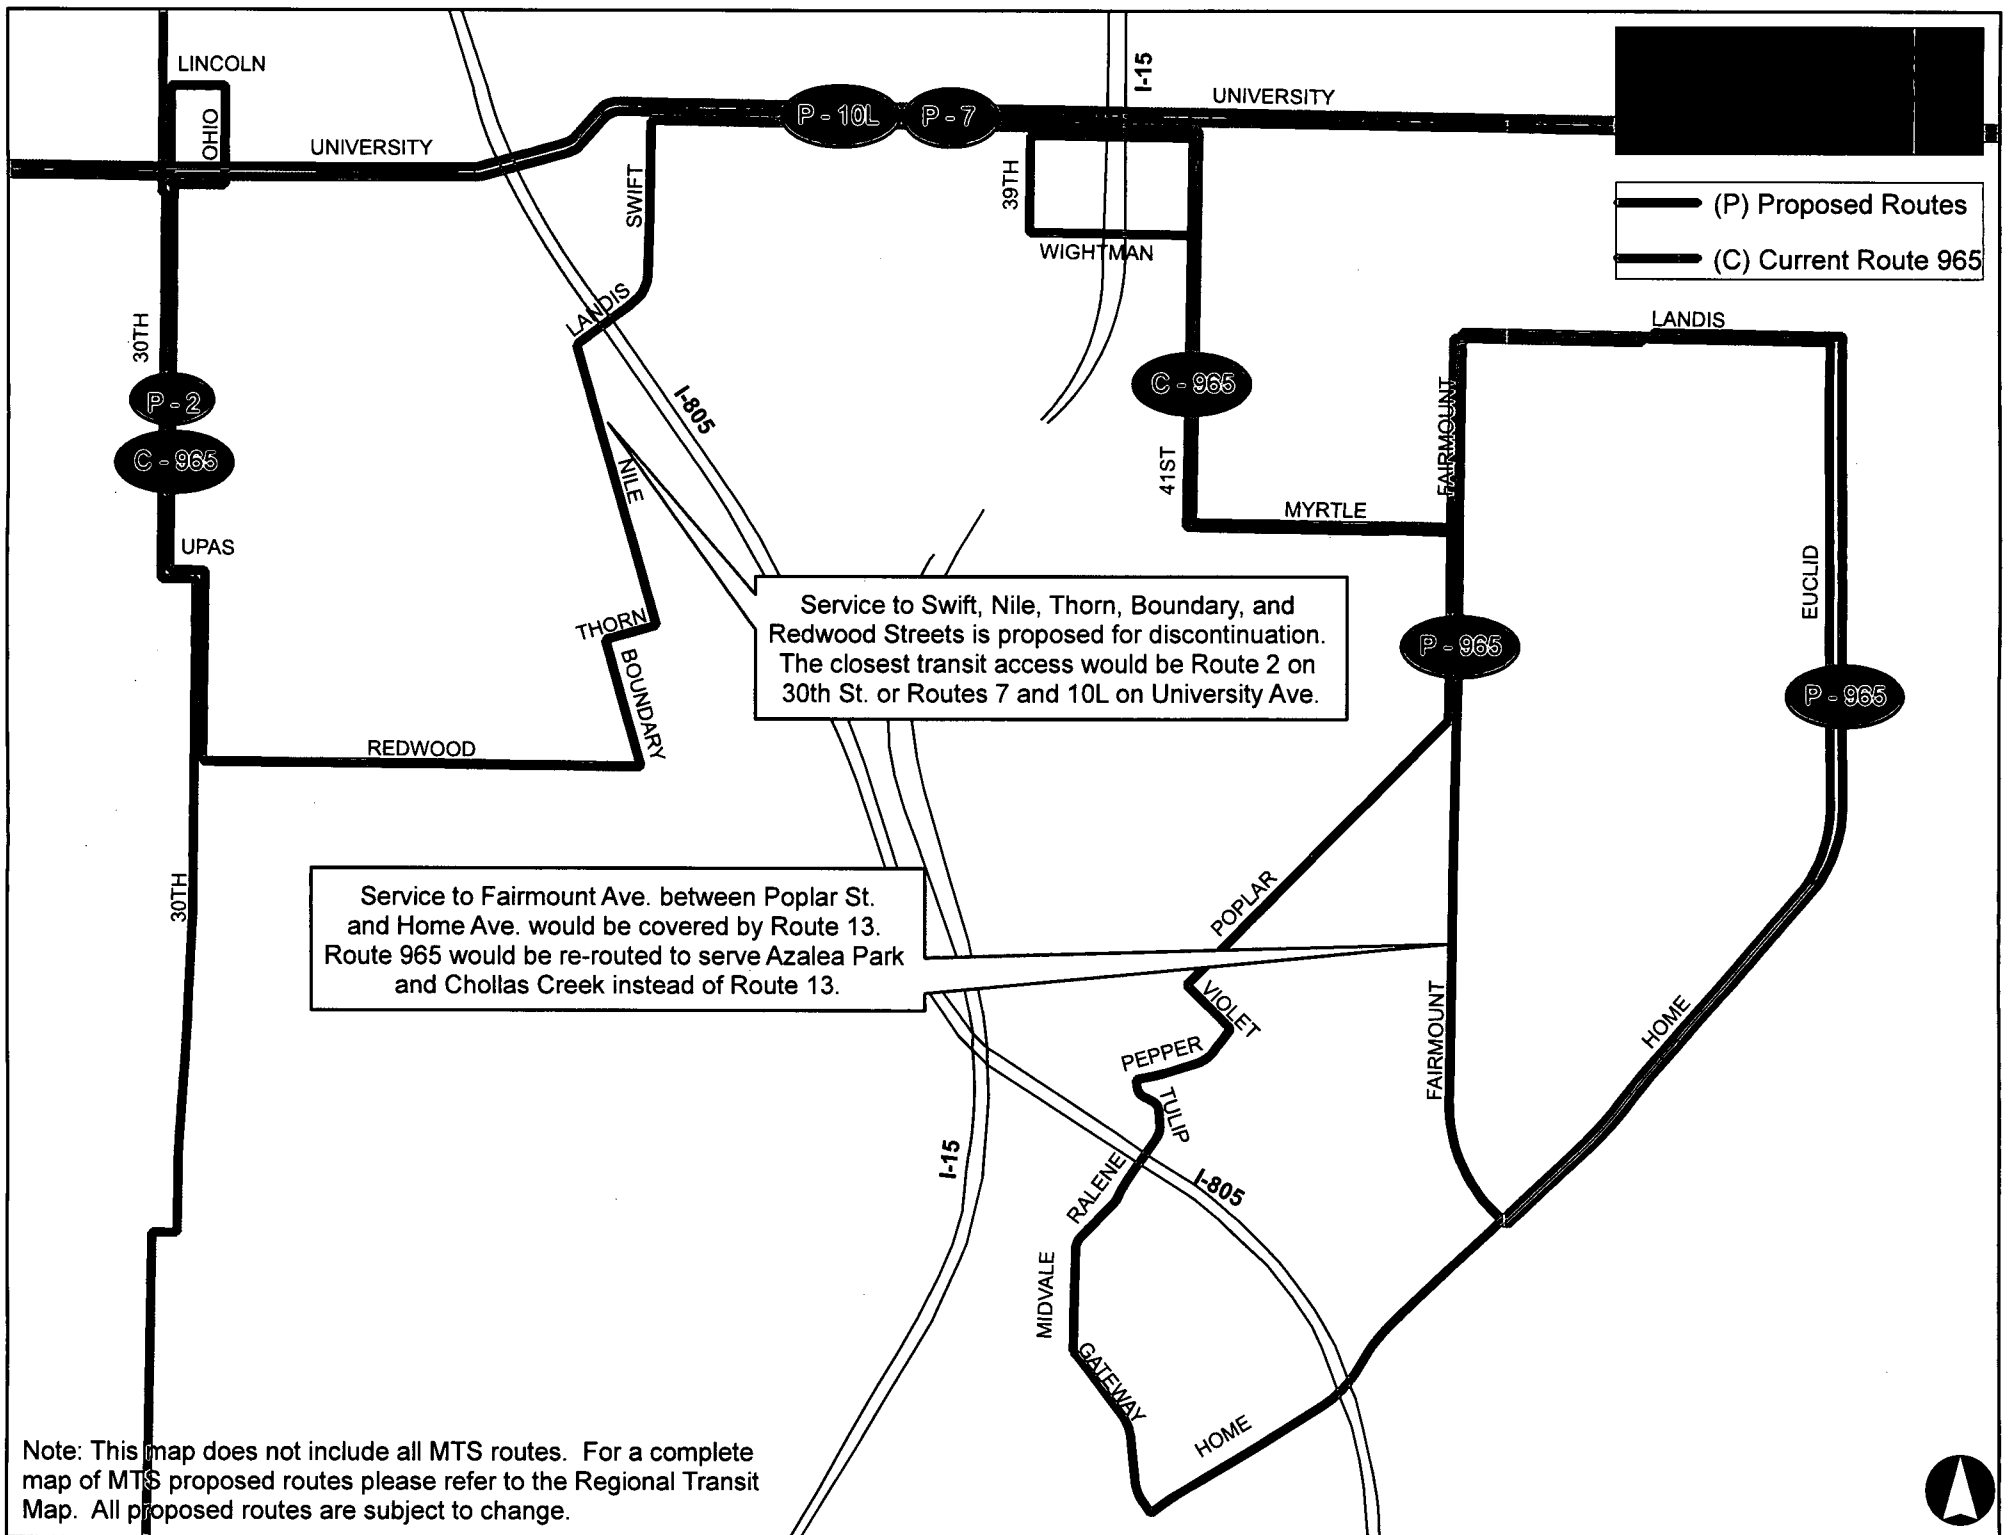 LINCOLN
OHIO
UNIVERSITY
SWIFT
P - 10L
P - 7
I-15
UNIVERSITY
39TH
WIGHTMAN
(P) Proposed Routes
(C) Current Route 965
30TH
P - 2
C - 965
UPAS
LANDIS
I-805
NILE
THORN
BOUNDARY
REDWOOD
C - 965
41ST
MYRTLE
FAIRMOUNT
LANDIS
EUCLID
P - 965
P - 965
Service to Swift, Nile, Thorn, Boundary, and
Redwood Streets is proposed for discontinuation.
The closest transit access would be Route 2 on
30th St. or Routes 7 and 10L on University Ave.
30TH
Service to Fairmount Ave. between Poplar St.
and Home Ave. would be covered by Route 13.
Route 965 would be re-routed to serve Azalea Park
and Chollas Creek instead of Route 13.
POPLAR
VIOLET
PEPPER
TULIP
RALENE
MIDVALE
GATEWAY
HOME
FAIRMOUNT
HOME
I-15
I-805
Note: This map does not include all MTS routes. For a complete
map of MTS proposed routes please refer to the Regional Transit
Map. All proposed routes are subject to change.